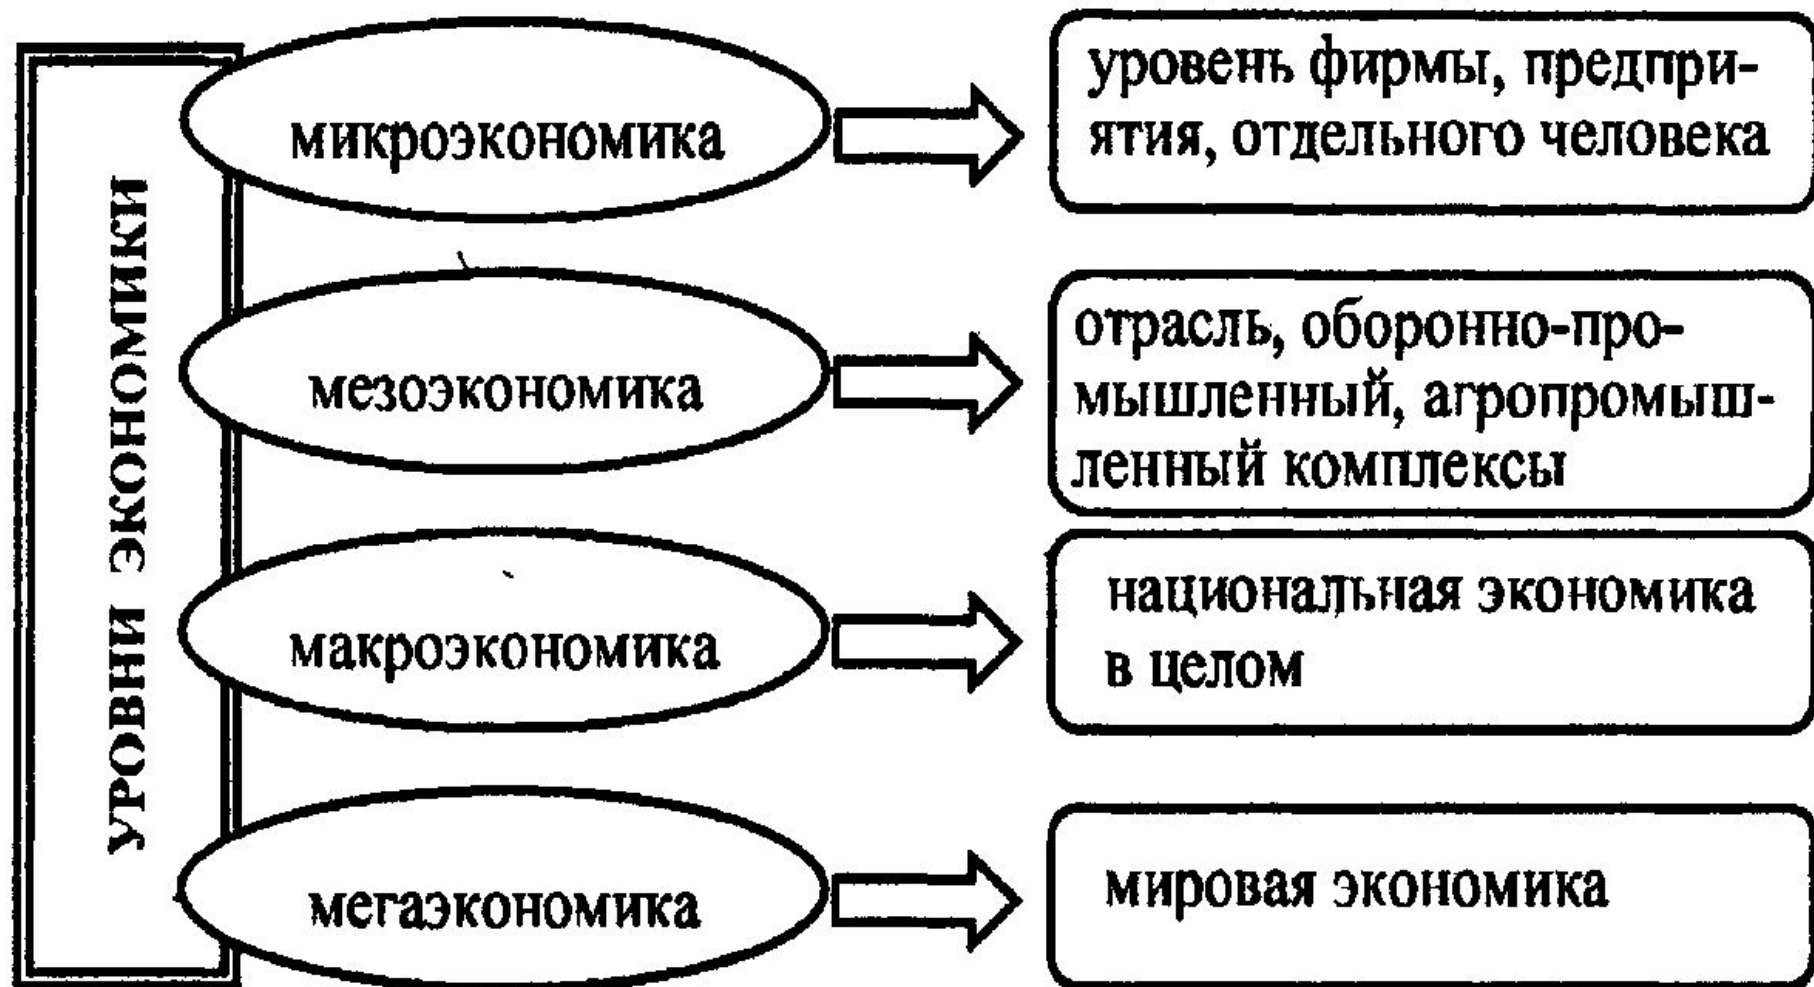 УРОВНИ ЭКОНОМИКИ
микроэкономика
уровень фирмы, предпри-
ятия, отдельного человека
мезоэкономика
отрасль, оборонно-про-
мышленный, агропромыш-
ленный комплексы
макроэкономика
национальная экономика
в целом
мегаэкономика
мировая экономика